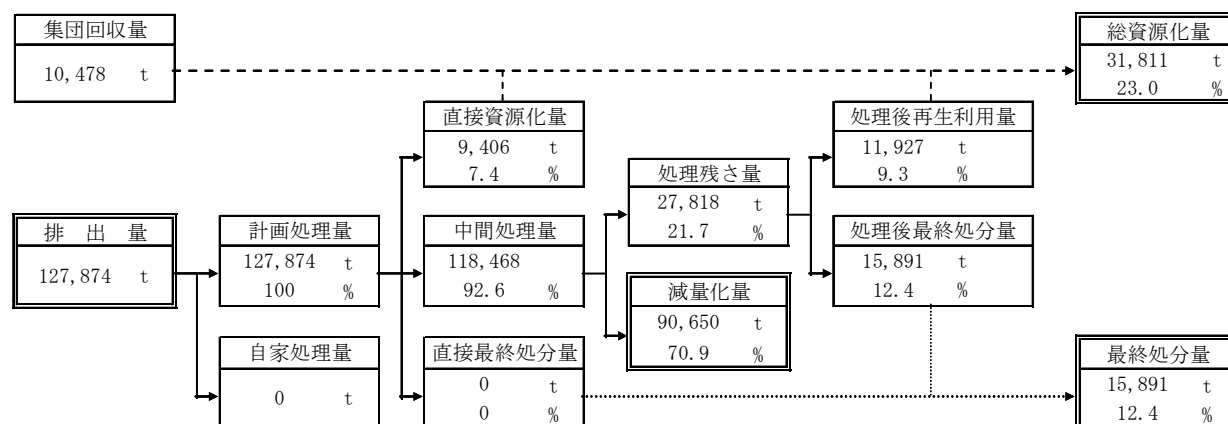 集団回収量
10,478 t
総資源化量
31,811 t
23.0 %
直接資源化量
9,406 t
7.4 %
処理後再生利用量
11,927 t
9.3 %
処理残さ量
27,818 t
21.7 %
排 出 量
127,874 t
計画処理量
127,874 t
100 %
中間処理量
118,468
92.6 %
処理後最終処分量
15,891 t
12.4 %
減量化量
90,650 t
70.9 %
自家処理量
0 t
直接最終処分量
0 t
0 %
最終処分量
15,891 t
12.4 %